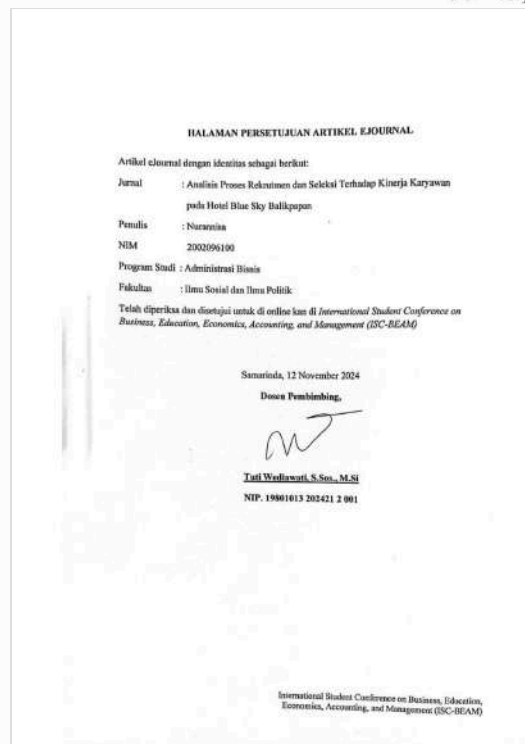 HALAMAN PERSETUJUAN ARTIKEL EJOURNAL
Artikel eJournal dengan identitas sebagai berikut:
Jurnal : Analisis Proses Rekrutmen dan Seleksi Terhadap Kinerja Karyawan
pada Hotel Blue Sky Balikpapan
Penulis : Nurannisa
NIM 2002096100
Program Studi : Administrasi Bisnis
Fakultas : Ilmu Sosial dan Ilmu Politik
Telah diperiksa dan disetujui untuk di online kan di International Student Conference on
Business, Education, Economics, Accounting, and Management (ISC-BEAM)
Samarinda, 12 November 2024
Dosen Pembimbing,
Tuti Wediawati, S.Sos., M.Si
NIP. 19801013 202421 2 001
International Student Conference on Business, Education,
Economics, Accounting, and Management (ISC-BEAM)